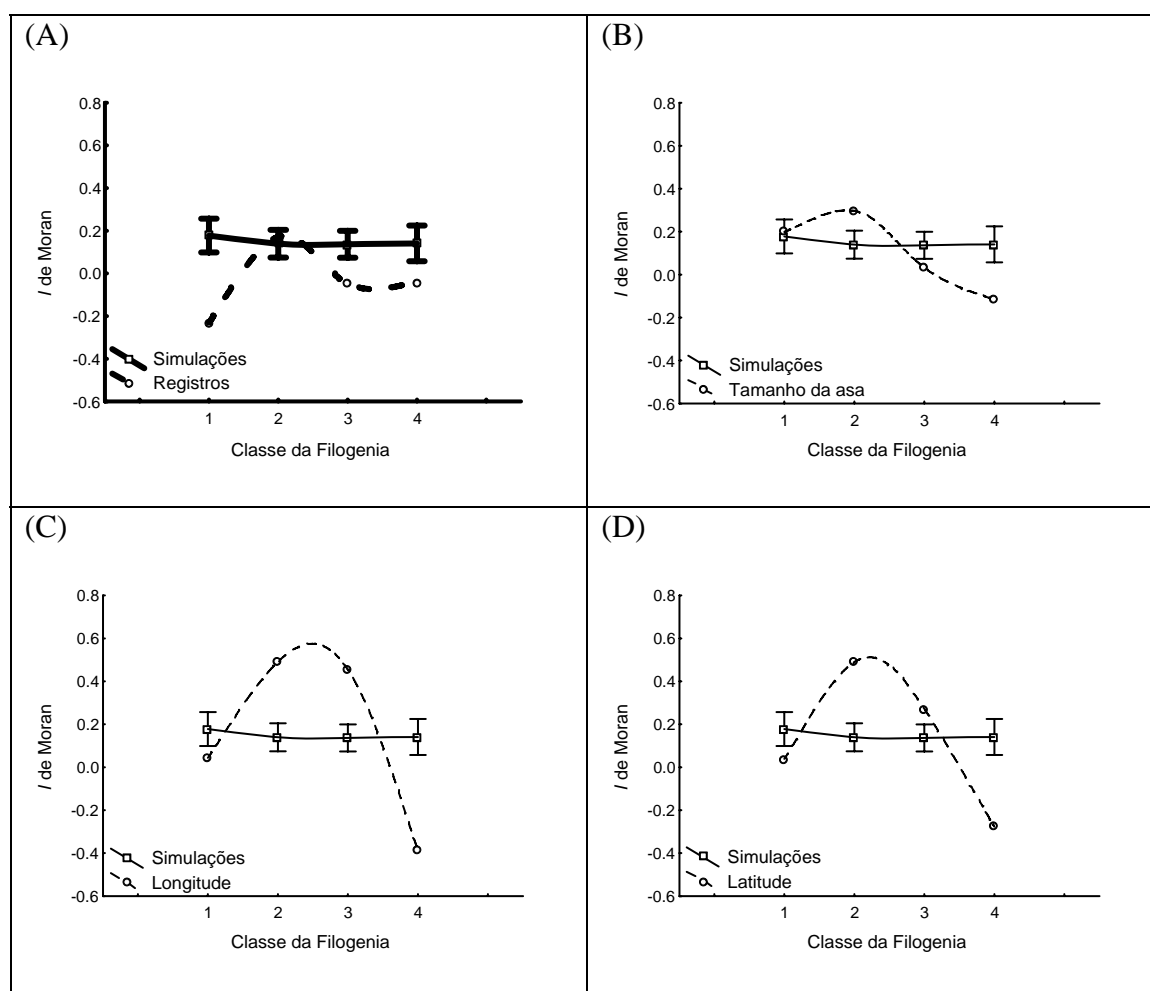 (A)
0.8
0.6
0.4
0.2
0.0
-0.2
-0.4
-0.6
I de Moran
Simulações
Registros
1 2 3 4
Classe da Filogenia
(B)
0.8
0.6
0.4
0.2
0.0
-0.2
-0.4
-0.6
I de Moran
Simulações
Tamanho da asa
1 2 3 4
Classe da Filogenia
(C)
0.8
0.6
0.4
0.2
0.0
-0.2
-0.4
-0.6
I de Moran
Simulações
Longitude
1 2 3 4
Classe da Filogenia
(D)
0.8
0.6
0.4
0.2
0.0
-0.2
-0.4
-0.6
I de Moran
Simulações
Latitude
1 2 3 4
Classe da Filogenia